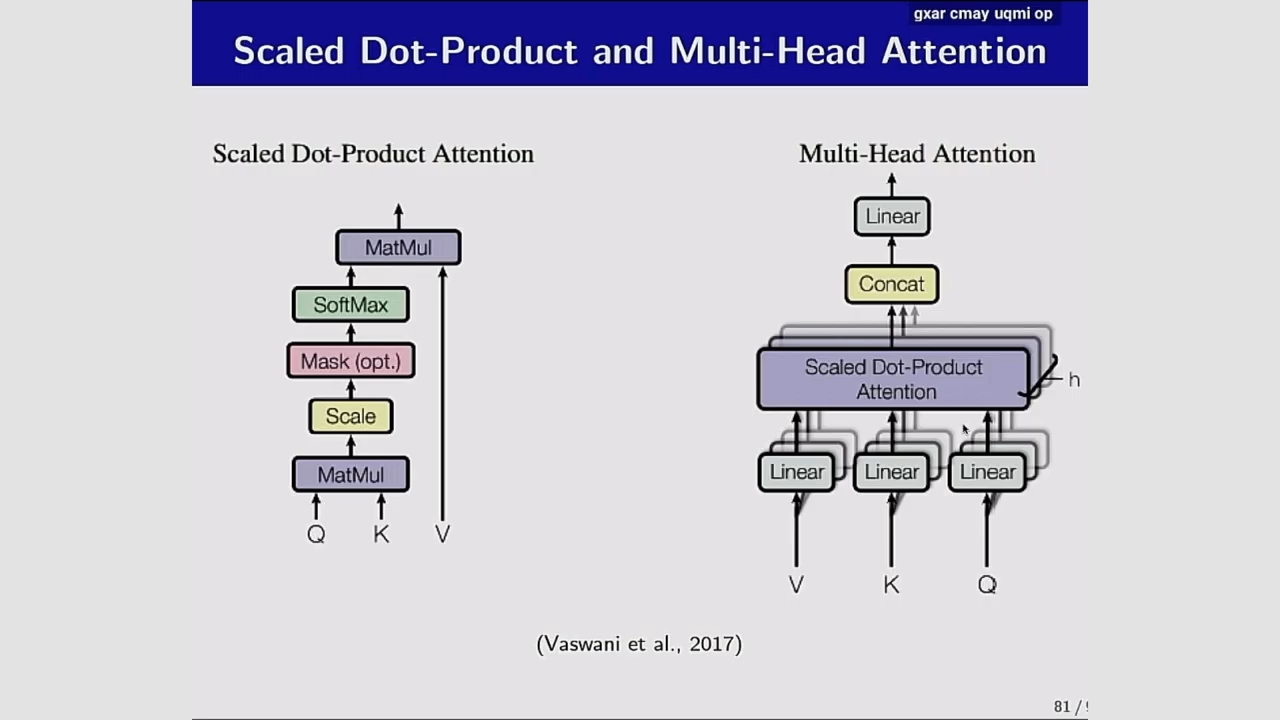 gxar cmay uqmi op
Scaled Dot-Product and Multi-Head Attention
Scaled Dot-Product Attention
MatMul
SoftMax
Mask (opt.)
Scale
MatMul
Q K V
Multi-Head Attention
Linear
Concat
Scaled Dot-Product
Attention
h
Linear Linear Linear
V K Q
(Vaswani et al., 2017)
81 /